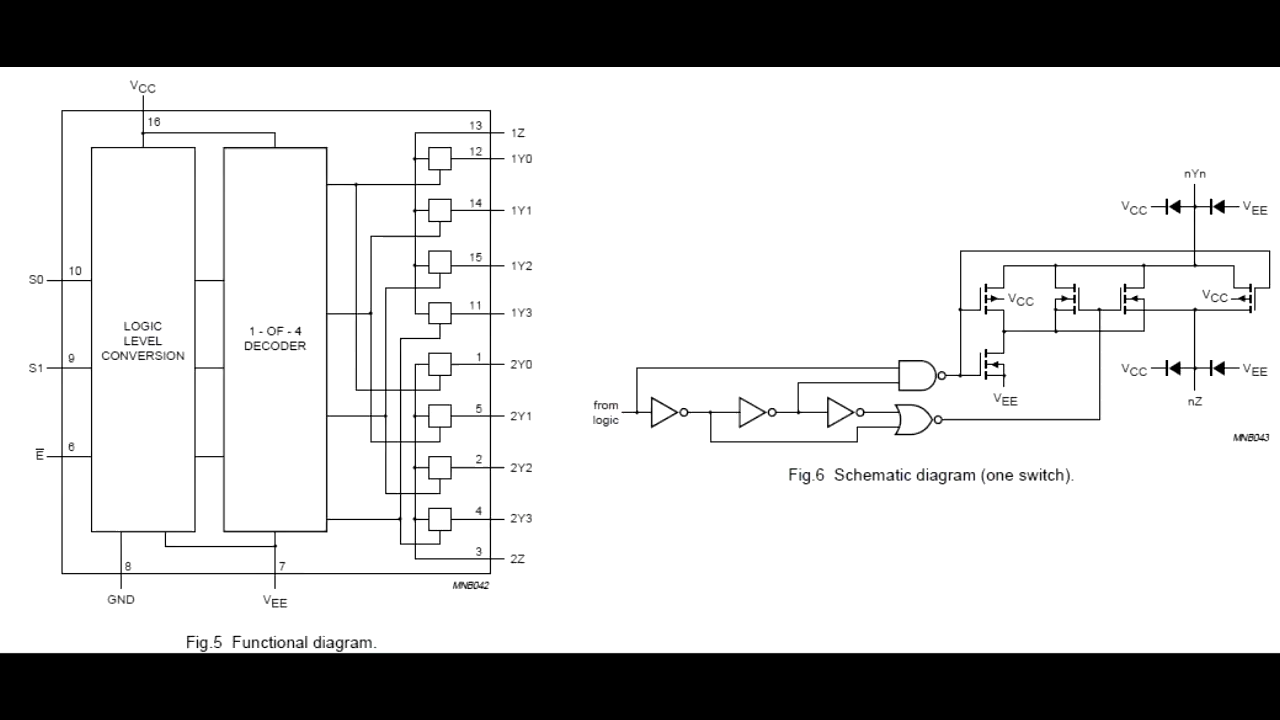 VCC
16
13 1Z
12 1Y0
14 1Y1
15 1Y2
11 1Y3
1 2Y0
5 2Y1
2 2Y2
4 2Y3
3 2Z
S0 10
S1 9
E̅ 6
LOGIC
LEVEL
CONVERSION
1 - OF - 4
DECODER
8
7
GND
VEE
MNB042
Fig.5 Functional diagram.
nYn
VCC VEE
VCC
VCC
VCC VEE
VEE
nZ
from
logic
MNB043
Fig.6 Schematic diagram (one switch).